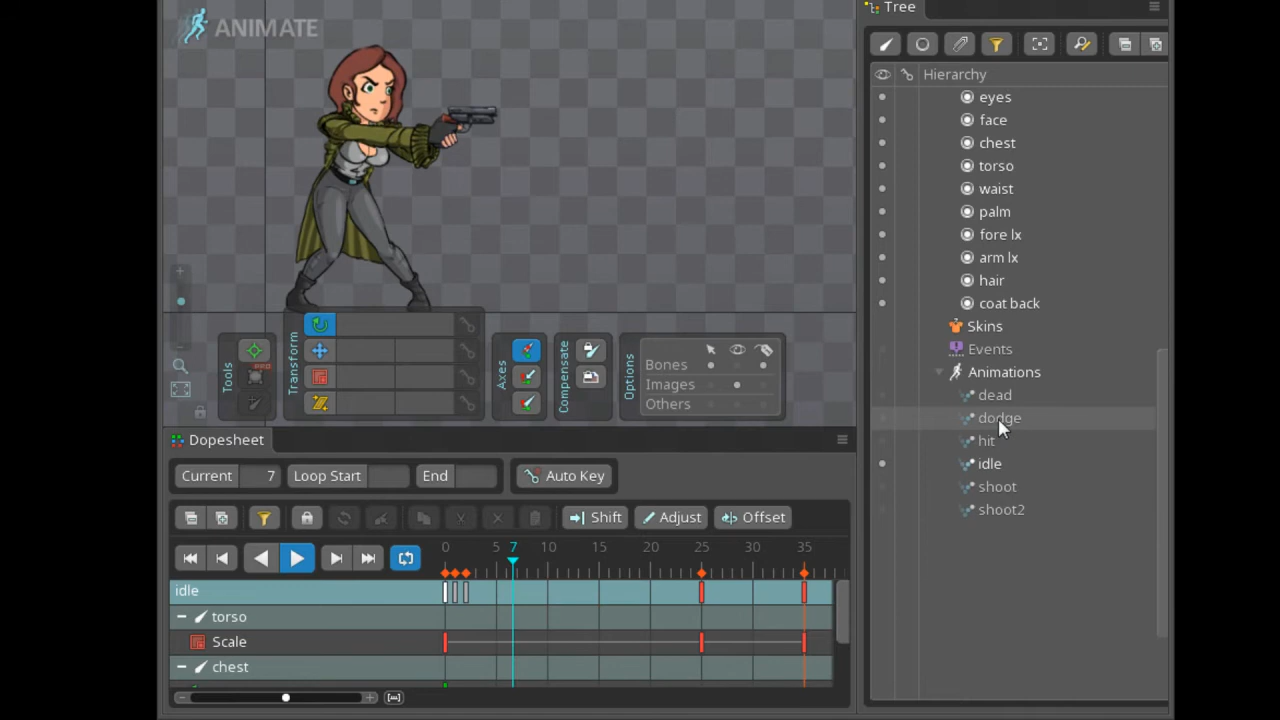 ANIMATE
Tree
Hierarchy
eyes
face
chest
torso
waist
palm
fore lx
arm lx
hair
coat back
Skins
Events
Animations
dead
dodge
hit
idle
shoot
shoot2
Tools
Transform
Axes
Compensate
Options
Bones
Images
Others
Dopesheet
Current 7 Loop Start End Auto Key
Shift Adjust Offset
0 5 7 10 15 20 25 30 35
idle
torso
Scale
chest